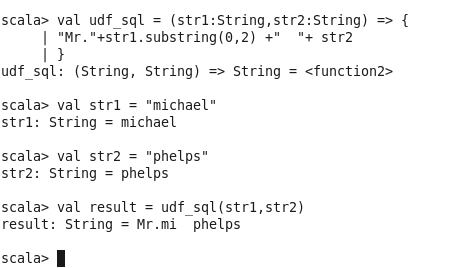 scala> val udf_sql = (str1:String,str2:String) => {
     | "Mr."+str1.substring(0,2) +"  "+ str2
     | }
udf_sql: (String, String) => String = <function2>
scala> val str1 = "michael"
str1: String = michael
scala> val str2 = "phelps"
str2: String = phelps
scala> val result = udf_sql(str1,str2)
result: String = Mr.mi  phelps
scala>